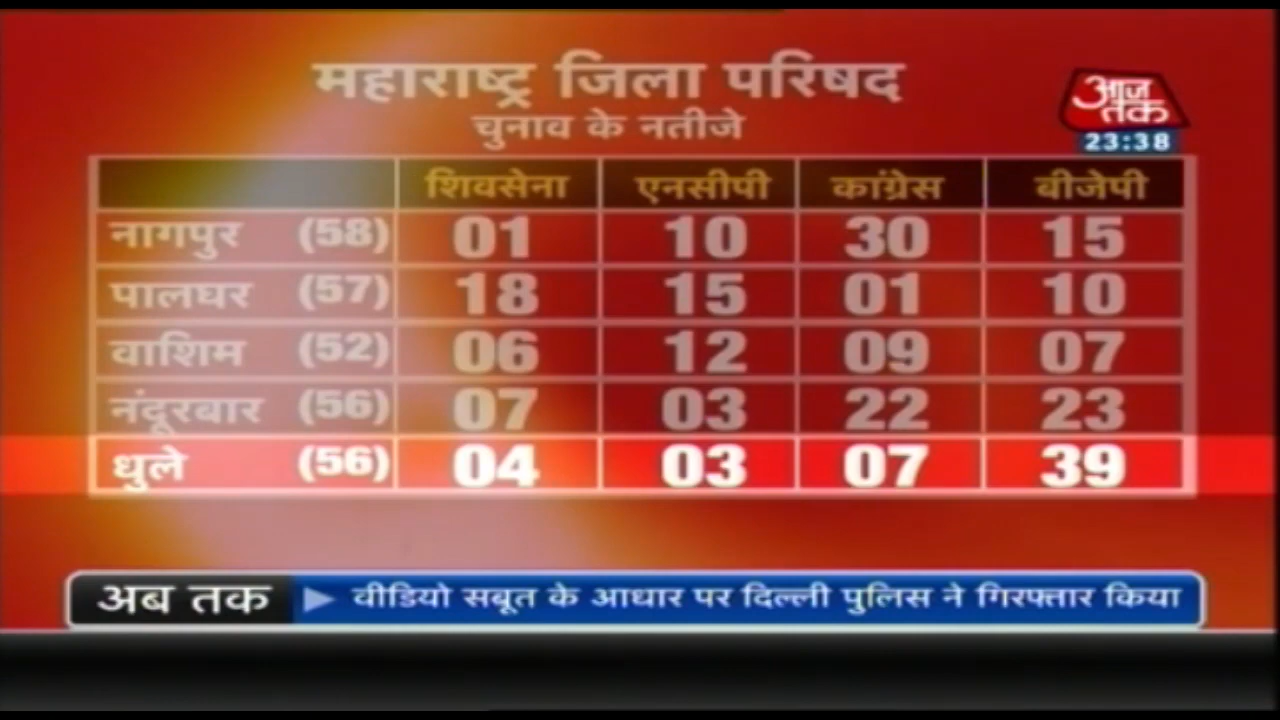 महाराष्ट्र जिला परिषद
चुनाव के नतीजे
आज तक
23:38
शिवसेना एनसीपी कांग्रेस बीजेपी
नागपुर (58) 01 10 30 15
पालघर (57) 18 15 01 10
वाशिम (52) 06 12 09 07
नंदूरबार (56) 07 03 22 23
धुले (56) 04 03 07 39
अब तक वीडियो सबूत के आधार पर दिल्ली पुलिस ने गिरफ्तार किया